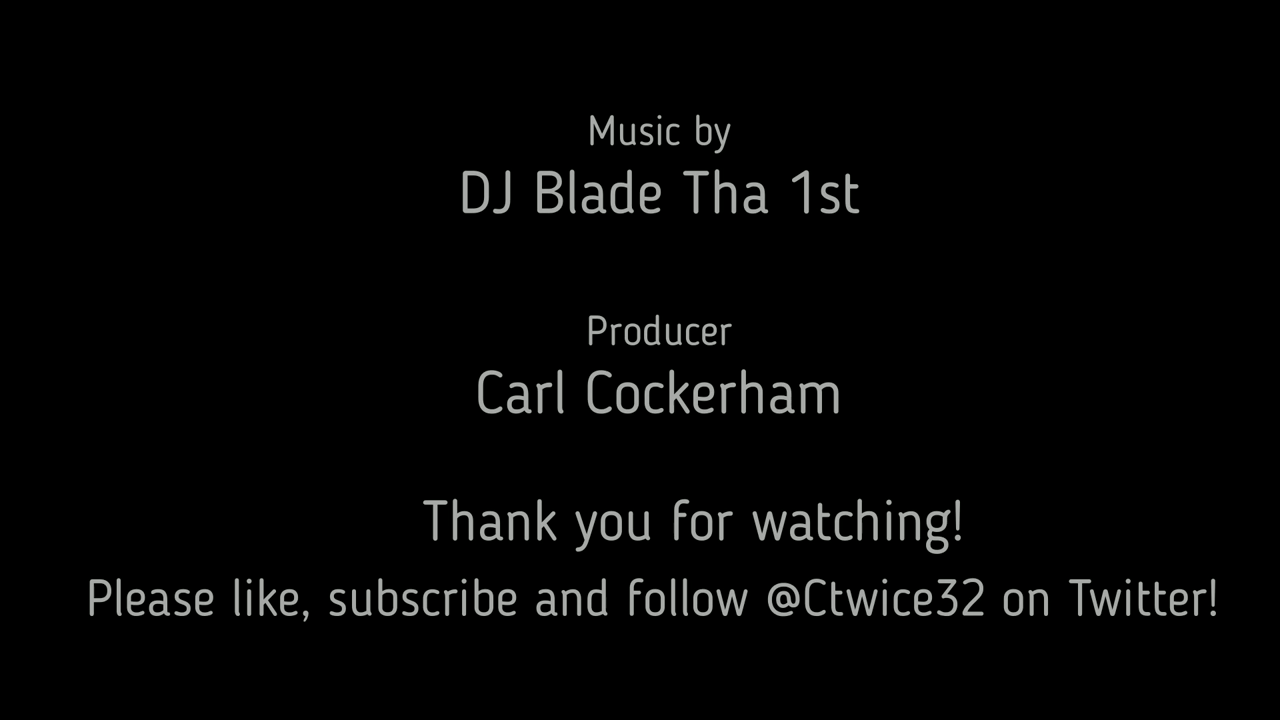 Music by
DJ Blade Tha 1st
Producer
Carl Cockerham
Thank you for watching!
Please like, subscribe and follow @Ctwice32 on Twitter!